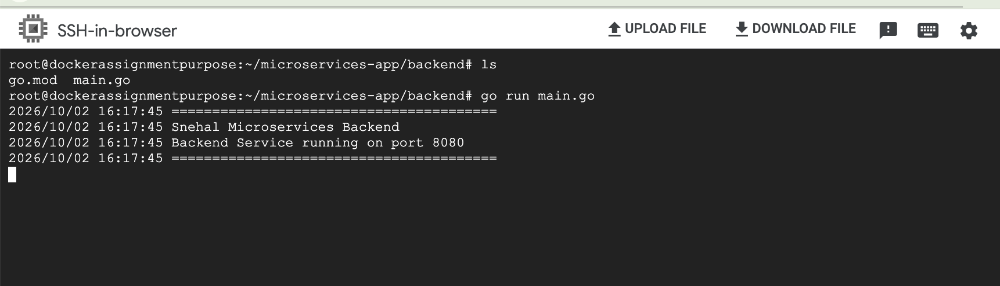 SSH-in-browser
UPLOAD FILE
DOWNLOAD FILE
root@dockerassignmentpurpose:~/microservices-app/backend# ls
go.mod  main.go
root@dockerassignmentpurpose:~/microservices-app/backend# go run main.go
2026/10/02 16:17:45 ========================================
2026/10/02 16:17:45 Snehal Microservices Backend
2026/10/02 16:17:45 Backend Service running on port 8080
2026/10/02 16:17:45 ========================================